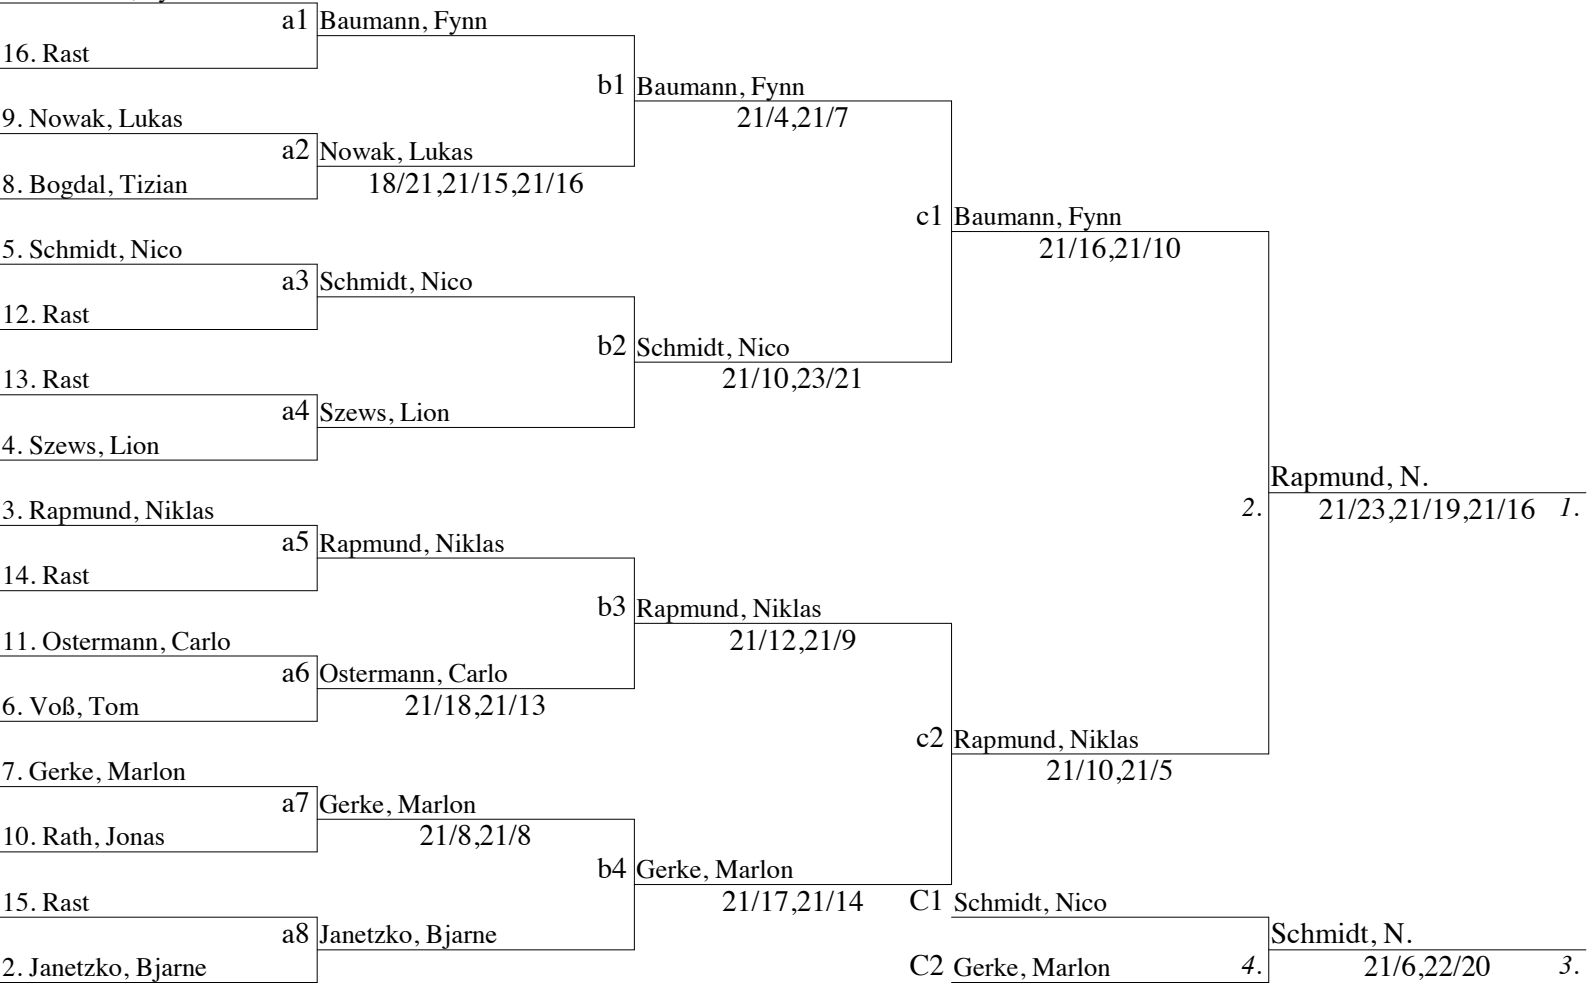 a1 Baumann, Fynn
16. Rast
b1 Baumann, Fynn
21/4,21/7
9. Nowak, Lukas
a2 Nowak, Lukas
18/21,21/15,21/16
8. Bogdal, Tizian
c1 Baumann, Fynn
21/16,21/10
5. Schmidt, Nico
a3 Schmidt, Nico
12. Rast
b2 Schmidt, Nico
21/10,23/21
13. Rast
a4 Szews, Lion
4. Szews, Lion
Rapmund, N.
2. 21/23,21/19,21/16 1.
3. Rapmund, Niklas
a5 Rapmund, Niklas
14. Rast
b3 Rapmund, Niklas
21/12,21/9
11. Ostermann, Carlo
a6 Ostermann, Carlo
21/18,21/13
6. Voß, Tom
c2 Rapmund, Niklas
21/10,21/5
7. Gerke, Marlon
a7 Gerke, Marlon
21/8,21/8
10. Rath, Jonas
b4 Gerke, Marlon
21/17,21/14
15. Rast
a8 Janetzko, Bjarne
2. Janetzko, Bjarne
C1 Schmidt, Nico
Schmidt, N.
C2 Gerke, Marlon 4. 21/6,22/20 3.